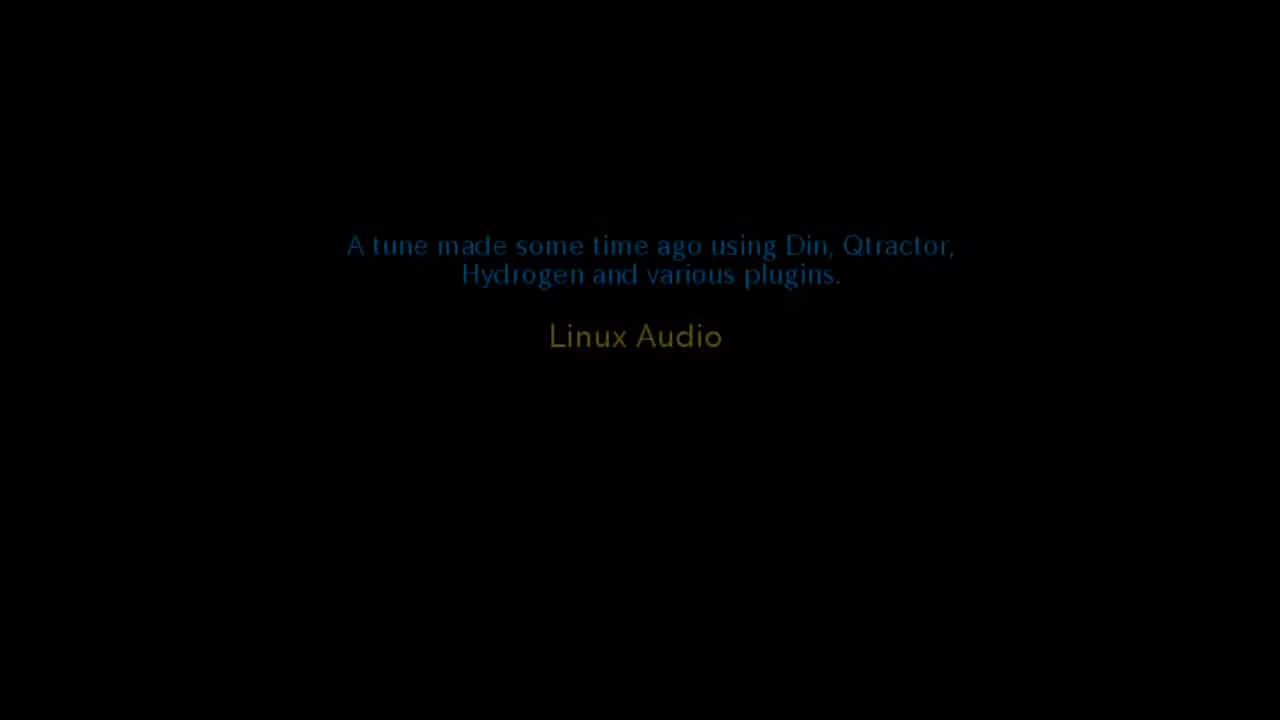 A tune made some time ago using Din, Qtractor,
Hydrogen and various plugins.
Linux Audio